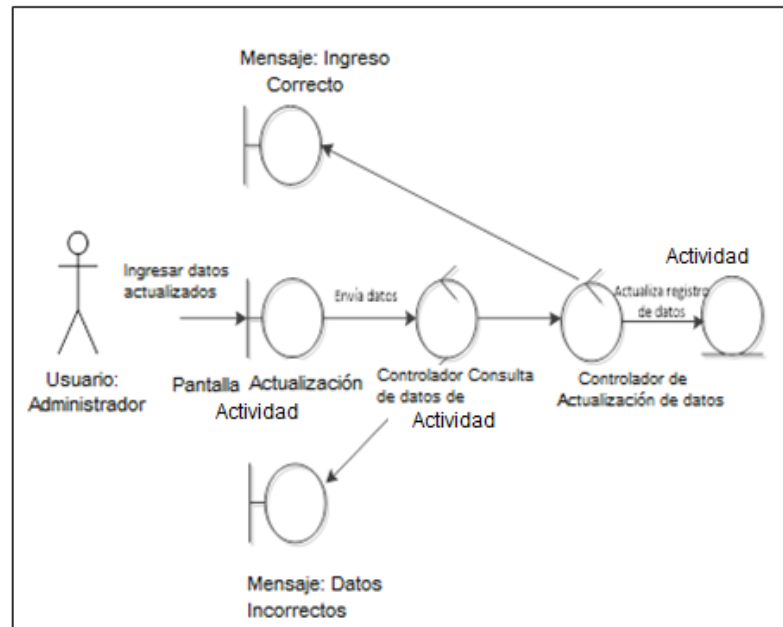 Mensaje: Ingreso
Correcto
Actividad
Ingresar datos
actualizados
Envía datos
Actualiza registro
de datos
Usuario:
Administrador
Pantalla Actualización
Actividad
Controlador Consulta
de datos de Actividad
Controlador de
Actualización de datos
Mensaje: Datos
Incorrectos